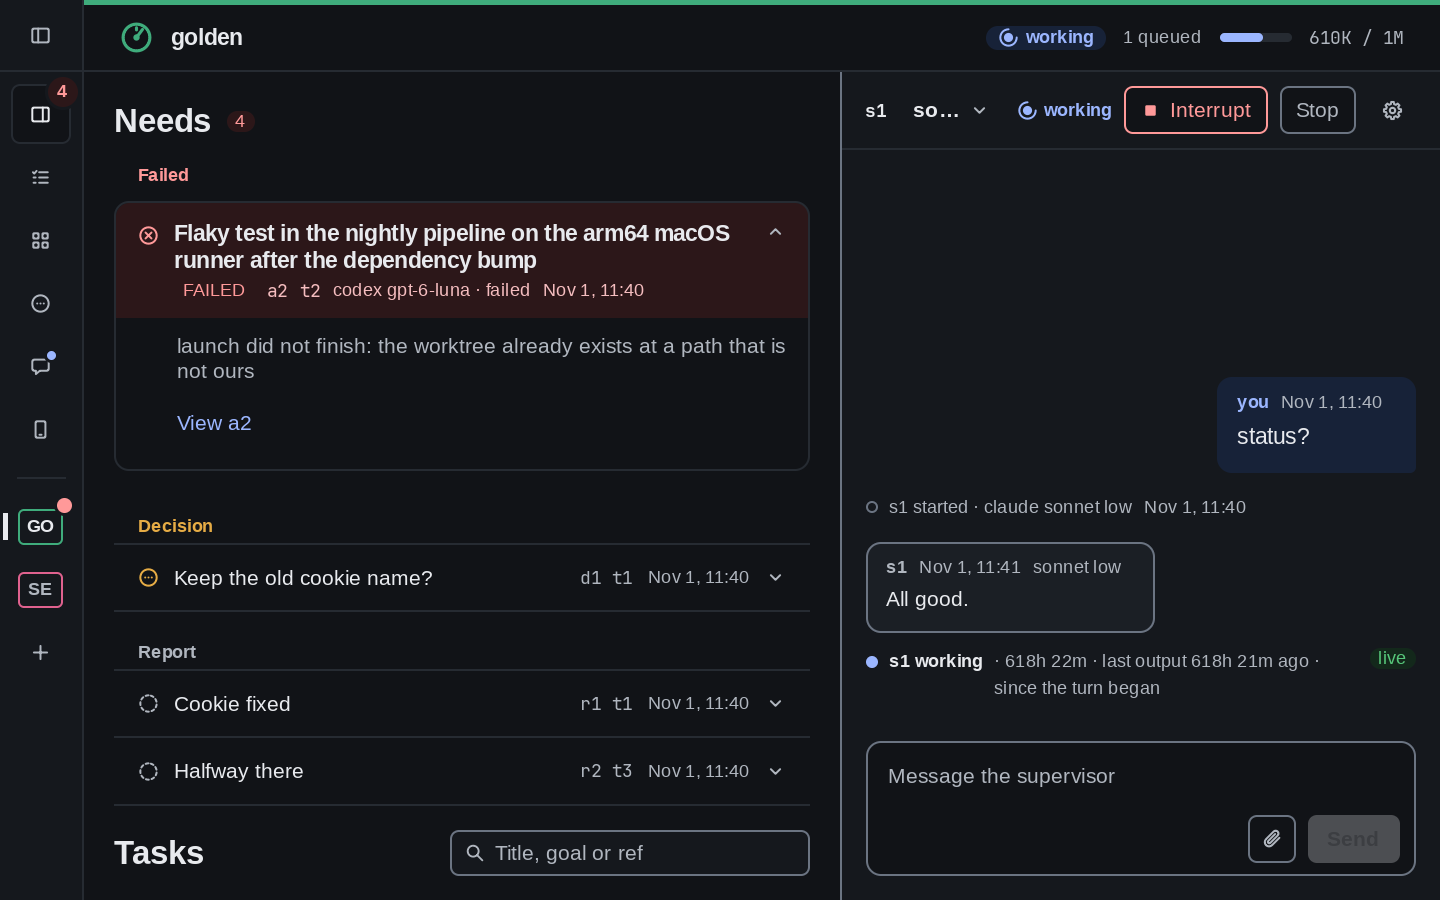 golden
working
1 queued
610K / 1M
4
GO
SE
Needs 4
Failed
Flaky test in the nightly pipeline on the arm64 macOS
runner after the dependency bump
FAILED a2 t2 codex gpt-6-luna · failed Nov 1, 11:40
launch did not finish: the worktree already exists at a path that is
not ours
View a2
Decision
Keep the old cookie name? d1 t1 Nov 1, 11:40
Report
Cookie fixed r1 t1 Nov 1, 11:40
Halfway there r2 t3 Nov 1, 11:40
Tasks
Title, goal or ref
s1 so… working Interrupt Stop
you Nov 1, 11:40
status?
s1 started · claude sonnet low Nov 1, 11:40
s1 Nov 1, 11:41 sonnet low
All good.
s1 working · 618h 22m · last output 618h 21m ago · live
since the turn began
Message the supervisor
Send